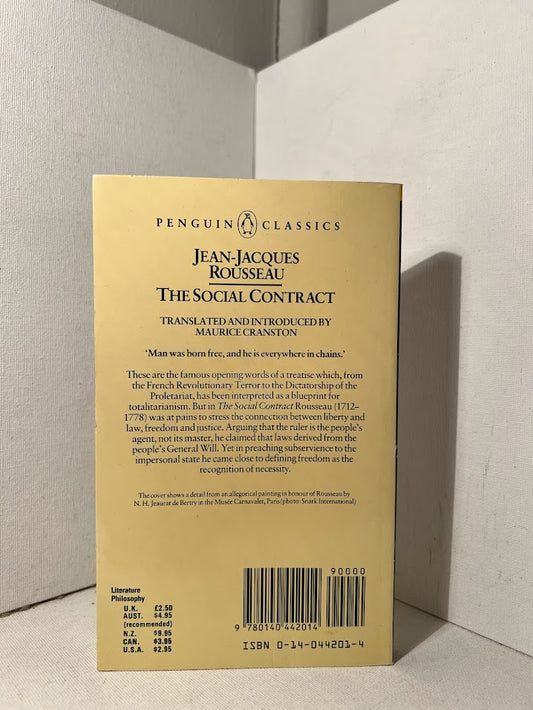 PENGUIN CLASSICS
JEAN-JACQUES
ROUSSEAU
THE SOCIAL CONTRACT
TRANSLATED AND INTRODUCED BY
MAURICE CRANSTON
'Man was born free, and he is everywhere in chains.'
These are the famous opening words of a treatise which, from
the French Revolutionary Terror to the Dictatorship of the
Proletariat, has been interpreted as a blueprint for
totalitarianism. But in The Social Contract Rousseau (1712–
1778) was at pains to stress the connection between liberty and
law, freedom and justice. Arguing that the ruler is the people's
agent, not its master, he claimed that laws derived from the
people's General Will. Yet in preaching subservience to the
impersonal state he came close to defining freedom as the
recognition of necessity.
The cover shows a detail from an allegorical painting in honour of Rousseau by
N. H. Jeaurat de Bertry in the Musée Carnavalet, Paris (photo: Snark International)
Literature
Philosophy
U.K. £2.50
AUST. $4.95
(recommended)
N.Z. $9.95
CAN. $3.95
U.S.A. $2.95
90000
9 780140 442014
ISBN 0-14-044201-4